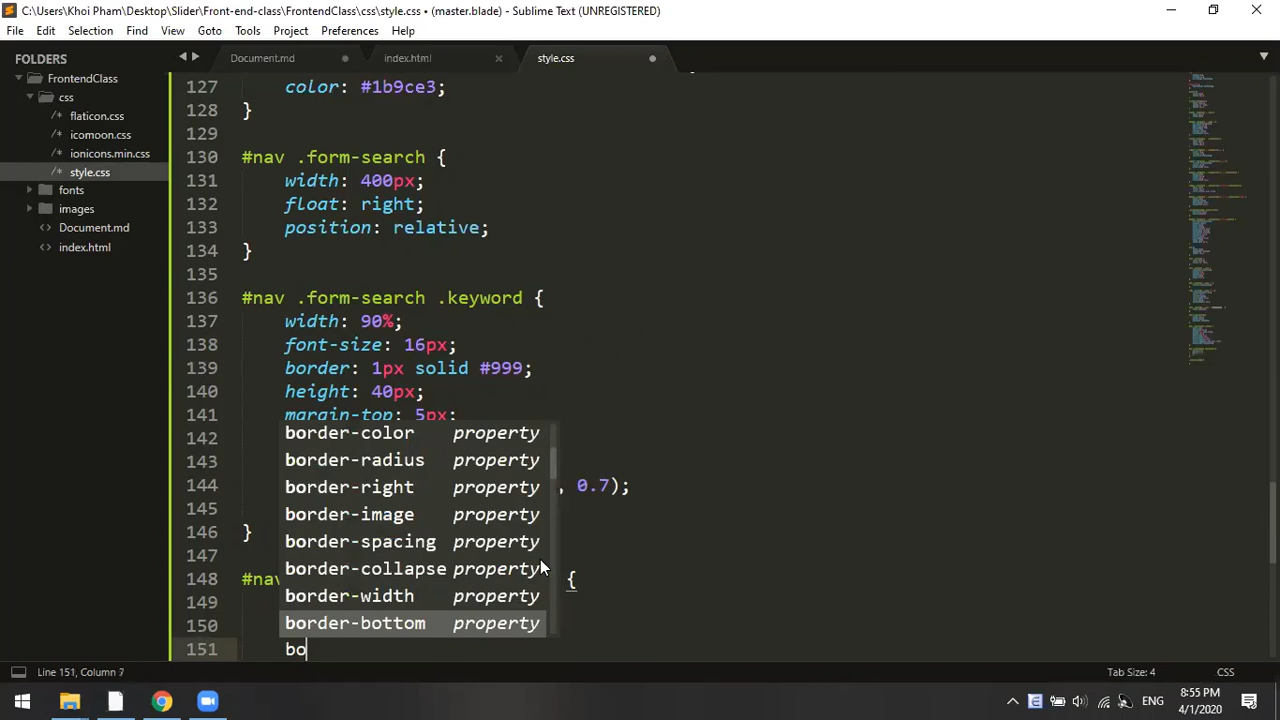 C:\Users\Khoi Pham\Desktop\Slider\Front-end-class\FrontendClass\css\style.css • (master.blade) - Sublime Text (UNREGISTERED)
File Edit Selection Find View Goto Tools Project Preferences Help
FOLDERS
FrontendClass
css
/* flaticon.css
/* icomoon.css
/* ionicons.min.css
/* style.css
fonts
images
<> Document.md
<> index.html
Document.md
index.html
style.css
127 color: #1b9ce3;
128 }
129
130 #nav .form-search {
131 width: 400px;
132 float: right;
133 position: relative;
134 }
135
136 #nav .form-search .keyword {
137 width: 90%;
138 font-size: 16px;
139 border: 1px solid #999;
140 height: 40px;
141 margin-top: 5px;
142
143
144 , 0.7);
145
146 }
147
148 #nav {
149
150
151 bo
border-color property
border-radius property
border-right property
border-image property
border-spacing property
border-collapse property
border-width property
border-bottom property
Line 151, Column 7
Tab Size: 4
CSS
ENG
8:55 PM
4/1/2020